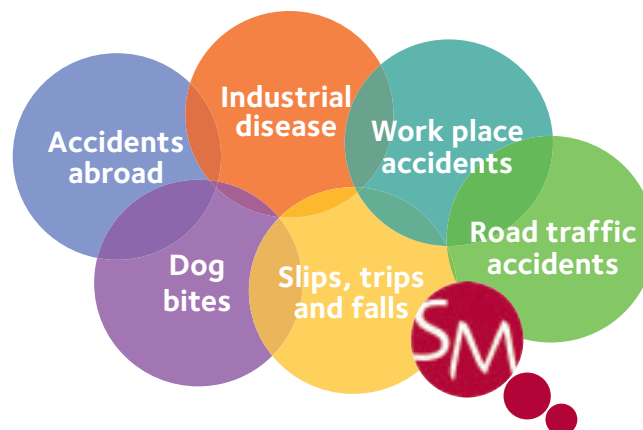 Industrial
disease
Accidents
abroad
Work place
accidents
Road traffic
accidents
Dog
bites
Slips, trips
and falls
SM